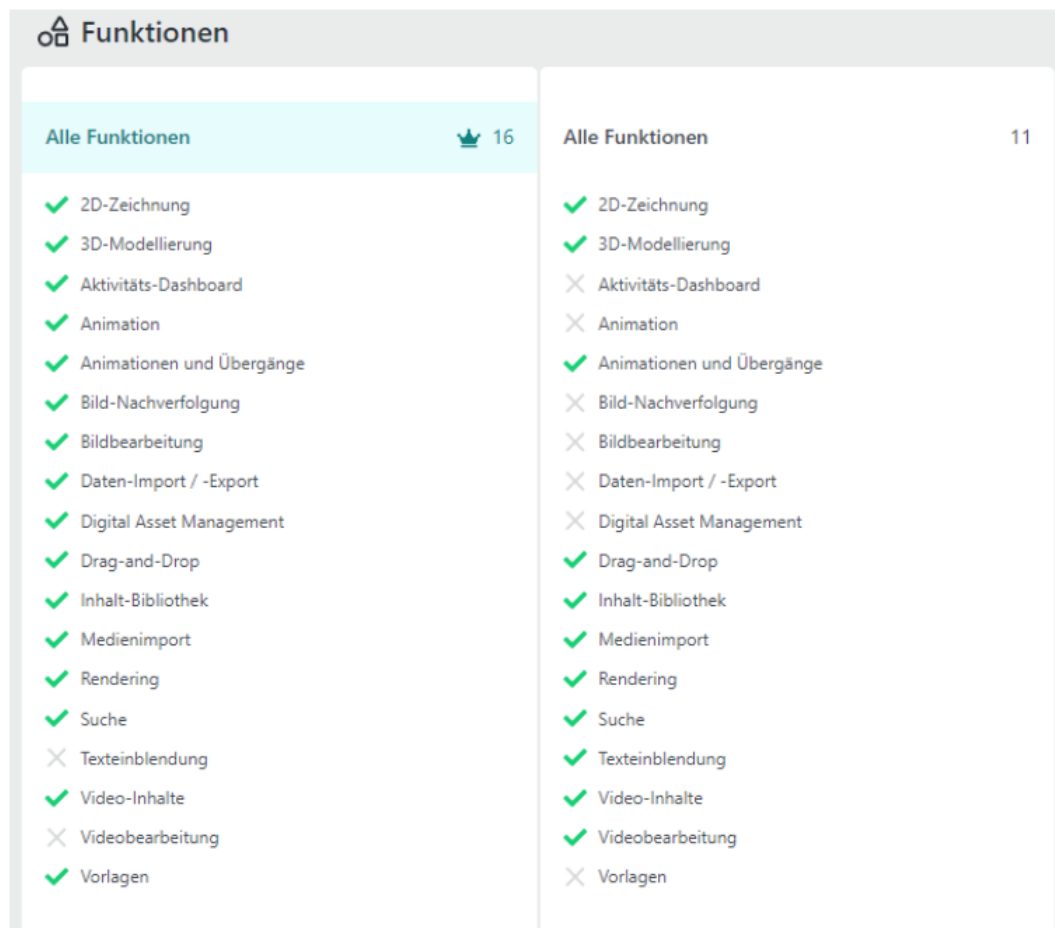 Funktionen
Alle Funktionen 16
2D-Zeichnung
3D-Modellierung
Aktivitäts-Dashboard
Animation
Animationen und Übergänge
Bild-Nachverfolgung
Bildbearbeitung
Daten-Import / -Export
Digital Asset Management
Drag-and-Drop
Inhalt-Bibliothek
Medienimport
Rendering
Suche
Texteinblendung
Video-Inhalte
Videobearbeitung
Vorlagen
Alle Funktionen 11
2D-Zeichnung
3D-Modellierung
Aktivitäts-Dashboard
Animation
Animationen und Übergänge
Bild-Nachverfolgung
Bildbearbeitung
Daten-Import / -Export
Digital Asset Management
Drag-and-Drop
Inhalt-Bibliothek
Medienimport
Rendering
Suche
Texteinblendung
Video-Inhalte
Videobearbeitung
Vorlagen